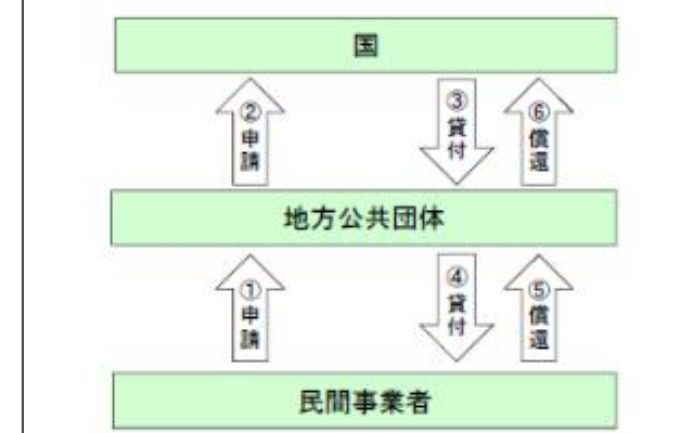 国
②申請
③貸付
⑥償還
地方公共団体
①申請
④貸付
⑤償還
民間事業者